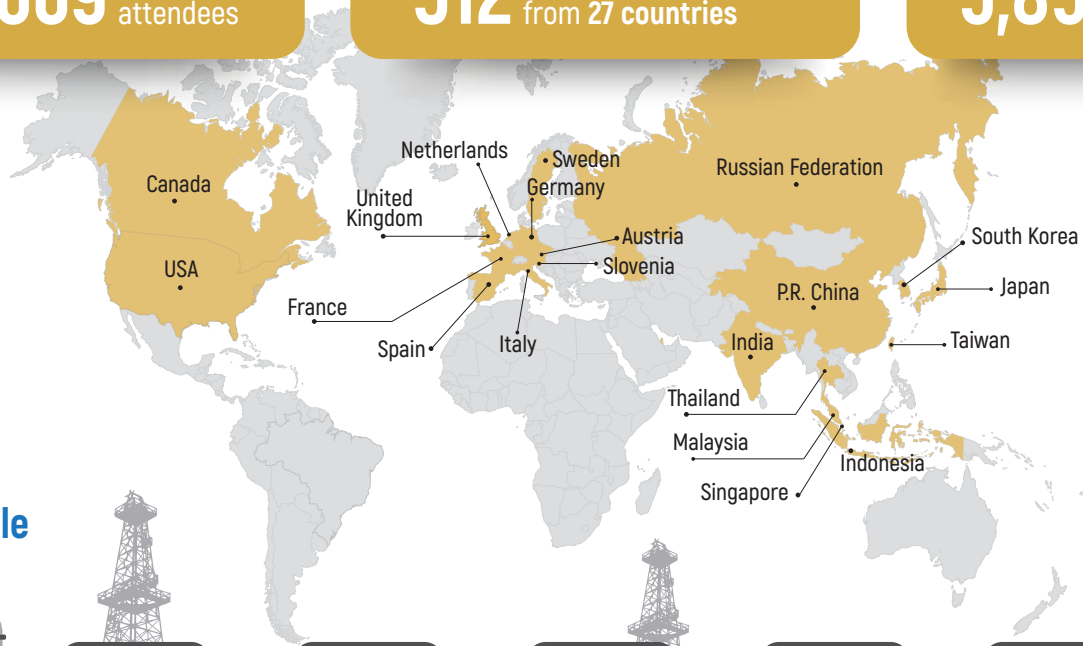 attendees
from 27 countries
Netherlands
Sweden
Russian Federation
Canada
Germany
United
Kingdom
Austria
South Korea
USA
Slovenia
P.R. China
Japan
France
India
Taiwan
Spain
Italy
Thailand
Malaysia
Indonesia
Singapore
le